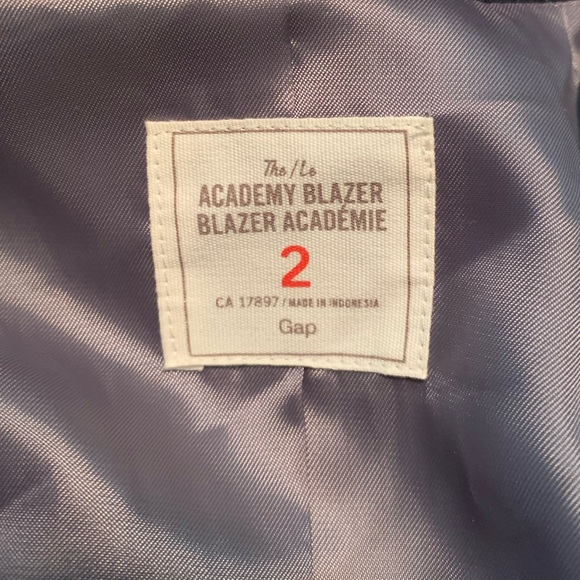 The/Le
ACADEMY BLAZER
BLAZER ACADÉMIE
2
CA 17897 / MADE IN INDONESIA
Gap